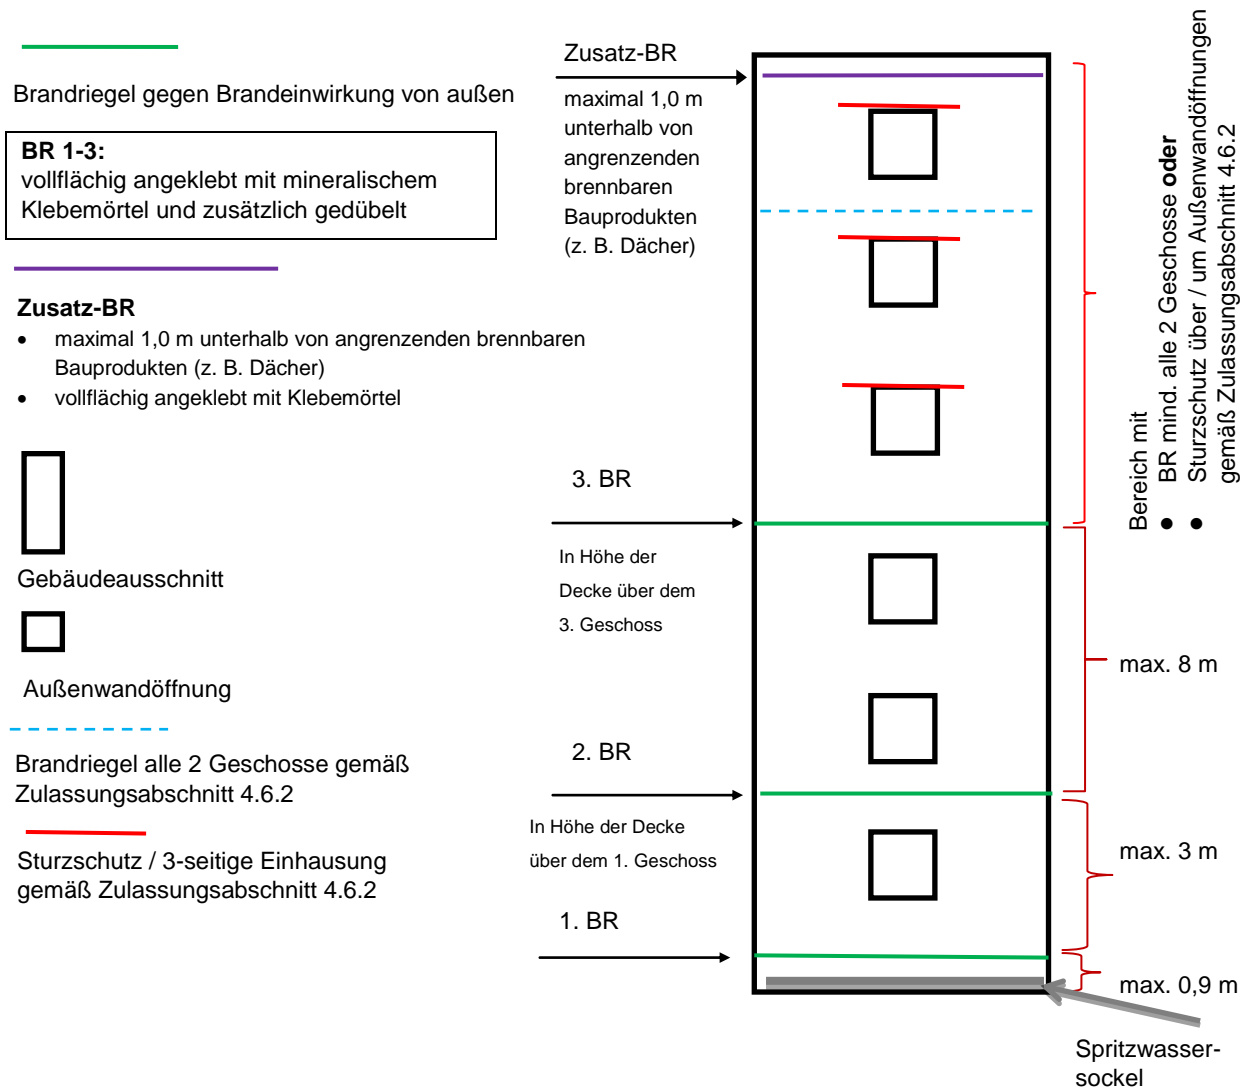 Brandriegel gegen Brandeinwirkung von außen
BR 1-3:
vollflächig angeklebt mit mineralischem
Klebemörtel und zusätzlich gedübelt
Zusatz-BR
• maximal 1,0 m unterhalb von angrenzenden brennbaren
Bauprodukten (z. B. Dächer)
• vollflächig angeklebt mit Klebemörtel
Gebäudeausschnitt
Außenwandöffnung
Brandriegel alle 2 Geschosse gemäß
Zulassungsabschnitt 4.6.2
Sturzschutz / 3-seitige Einhausung
gemäß Zulassungsabschnitt 4.6.2
Zusatz-BR
maximal 1,0 m
unterhalb von
angrenzenden
brennbaren
Bauprodukten
(z. B. Dächer)
3. BR
In Höhe der
Decke über dem
3. Geschoss
2. BR
In Höhe der Decke
über dem 1. Geschoss
1. BR
Bereich mit
• BR mind. alle 2 Geschosse oder
• Sturzschutz über / um Außenwandöffnungen
gemäß Zulassungsabschnitt 4.6.2
max. 8 m
max. 3 m
max. 0,9 m
Spritzwasser-
sockel